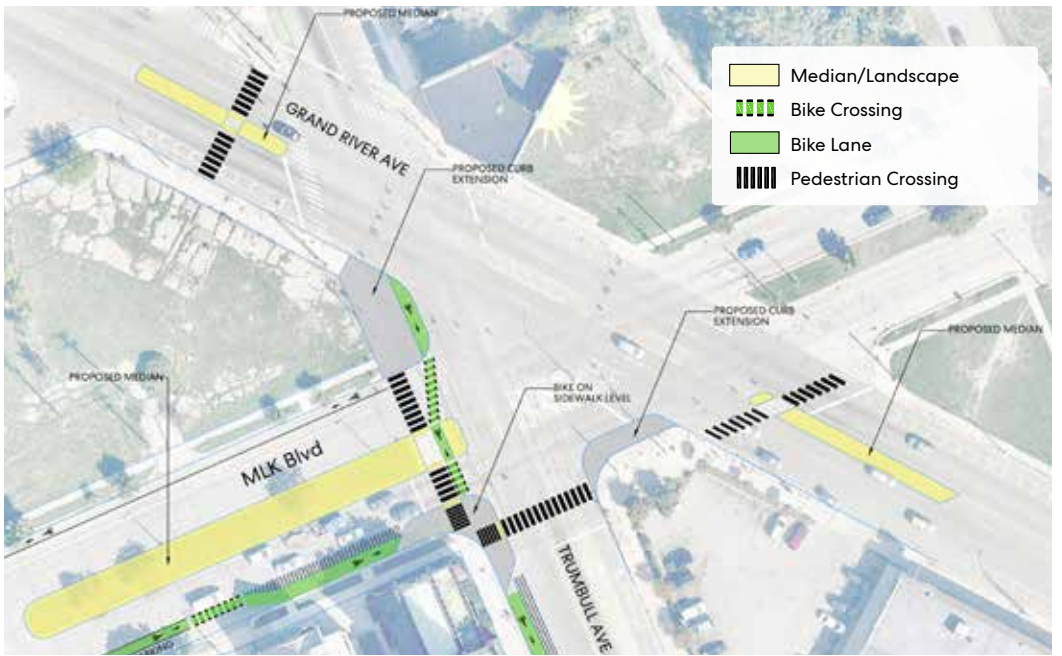 PROPOSED MEDIAN
GRAND RIVER AVE
PROPOSED CURB
EXTENSION
Median/Landscape
Bike Crossing
Bike Lane
Pedestrian Crossing
PROPOSED CURB
EXTENSION
PROPOSED MEDIAN
PROPOSED MEDIAN
BIKE ON
SIDEWALK LEVEL
MLK Blvd
TRUMBULL AVE